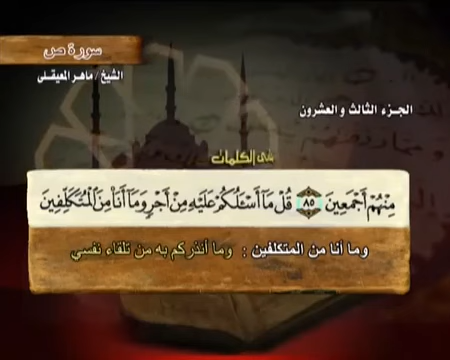 سورة ص
الشيخ / ماهر المعيقلي
الجزء الثالث و العشرون
معاني الكلمات
مِنْهُمْ أَجْمَعِينَ ٨٥ قُلْ مَا أَسْـَٔلُكُمْ عَلَيْهِ مِنْ أَجْرٍ وَمَا أَنَا۠ مِنَ الْمُتَكَلِّفِينَ
وما أنا من المتكلفين : وما أنذركم به من تلقاء نفسي